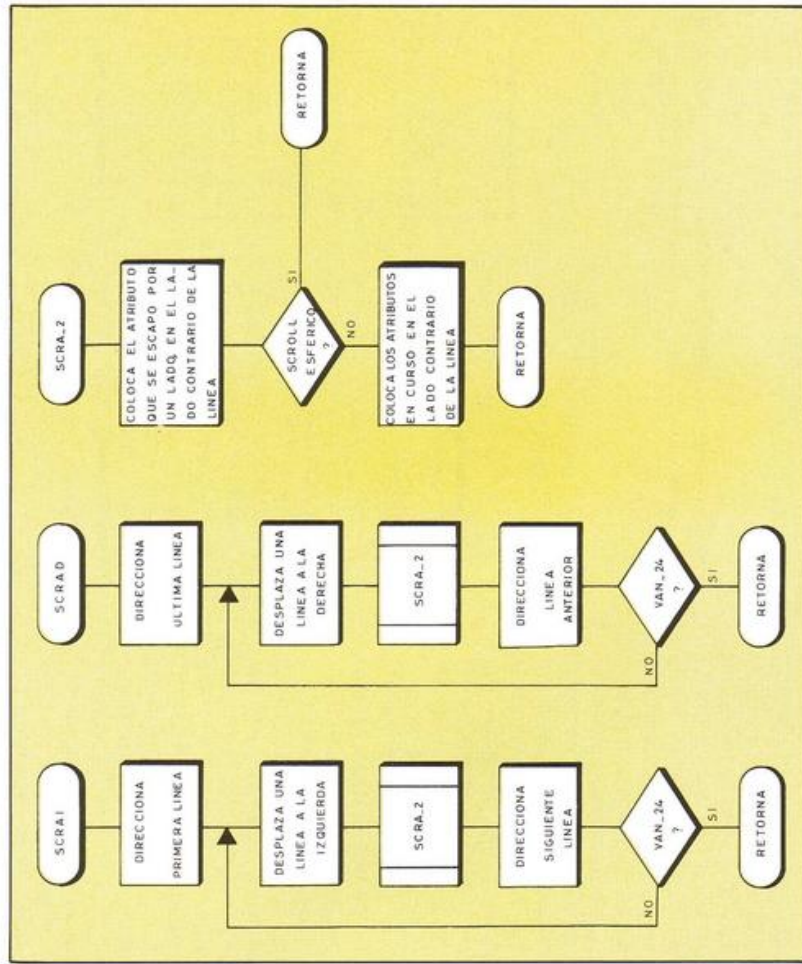 SCRAI
DIRECCIONA
PRIMERA LINEA
DESPLAZA UNA
LINEA A LA
IZQUIERDA
SCRA_2
DIRECCIONA
SIGUIENTE
LINEA
VAN_24
?
NO
SI
RETORNA
SCRAD
DIRECCIONA
ULTIMA LINEA
DESPLAZA UNA
LINEA A LA
DERECHA
SCRA_2
DIRECCIONA
LINEA
ANTERIOR
VAN_24
?
NO
SI
RETORNA
SCRA_2
COLOCA EL ATRIBUTO
QUE SE ESCAPO POR
UN LADO, EN EL LA_
DO CONTRARIO DE LA
LINEA
SCROLL
ESFERICO
?
SI
RETORNA
NO
COLOCA LOS ATRIBUTOS
EN CURSO EN EL
LADO CONTRARIO
DE LA LINEA
RETORNA